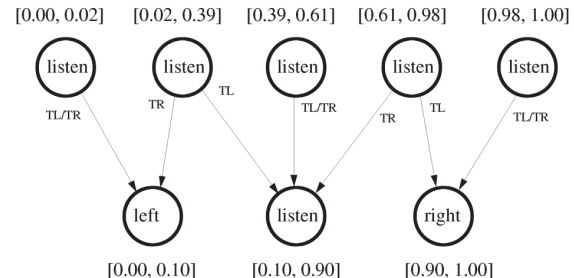 [0.00, 0.02] [0.02, 0.39] [0.39, 0.61] [0.61, 0.98] [0.98, 1.00]
listen listen listen listen listen
TL/TR TR TL TL/TR TR TL TL/TR
left listen right
[0.00, 0.10] [0.10, 0.90] [0.90, 1.00]